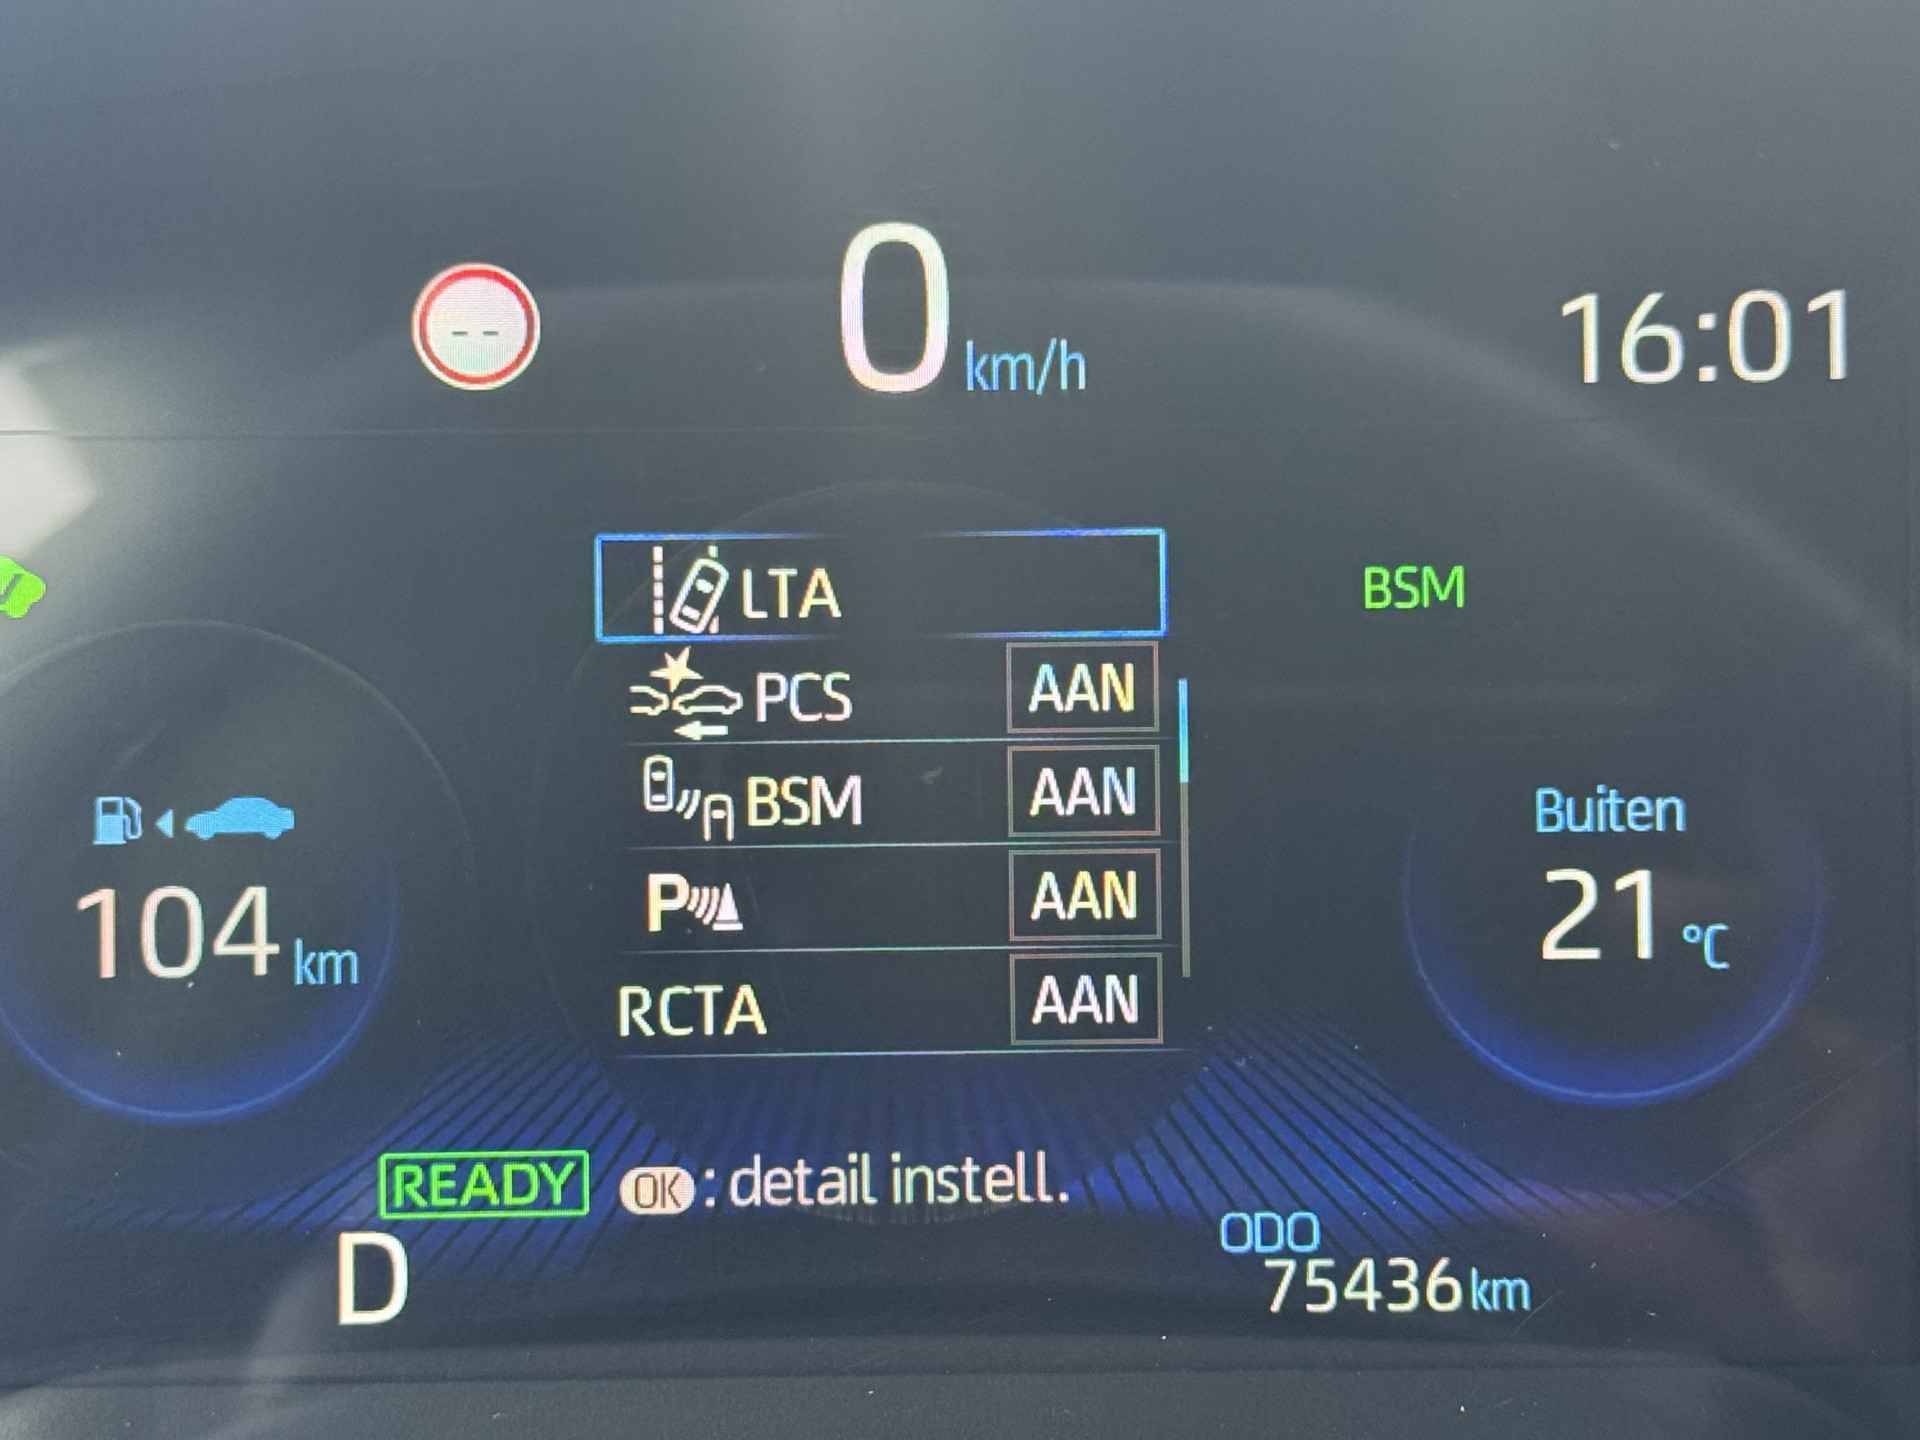 --
0 km/h
16:01
LTA
BSM
PCS AAN
BSM AAN
P AAN
RCTA AAN
104 km
Buiten
21 °C
READY
OK : detail instell.
D
ODO
75436 km